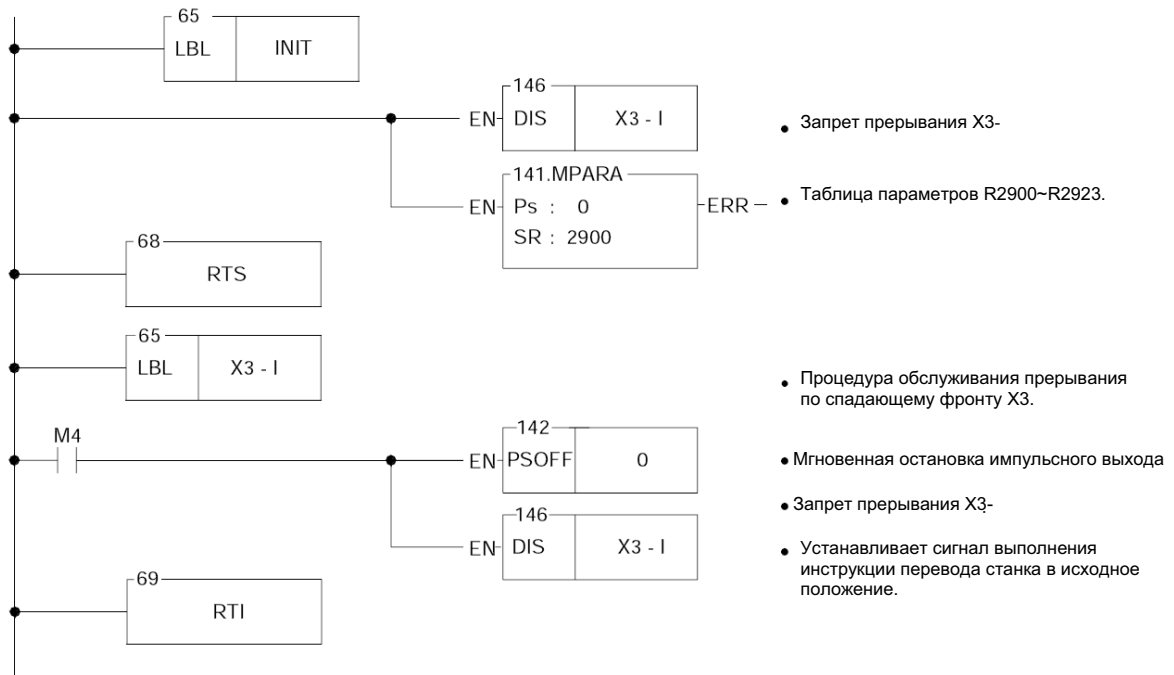 65
LBL INIT
146
EN DIS X3 - I
• Запрет прерывания X3-
141.MPARA
EN Ps : 0 ERR
SR : 2900
• Таблица параметров R2900~R2923.
68
RTS
65
LBL X3 - I
• Процедура обслуживания прерывания
по спадающему фронту X3.
M4
142
EN PSOFF 0
• Мгновенная остановка импульсного выхода
• Запрет прерывания X3-
146
EN DIS X3 - I
• Устанавливает сигнал выполнения
инструкции перевода станка в исходное
положение.
69
RTI